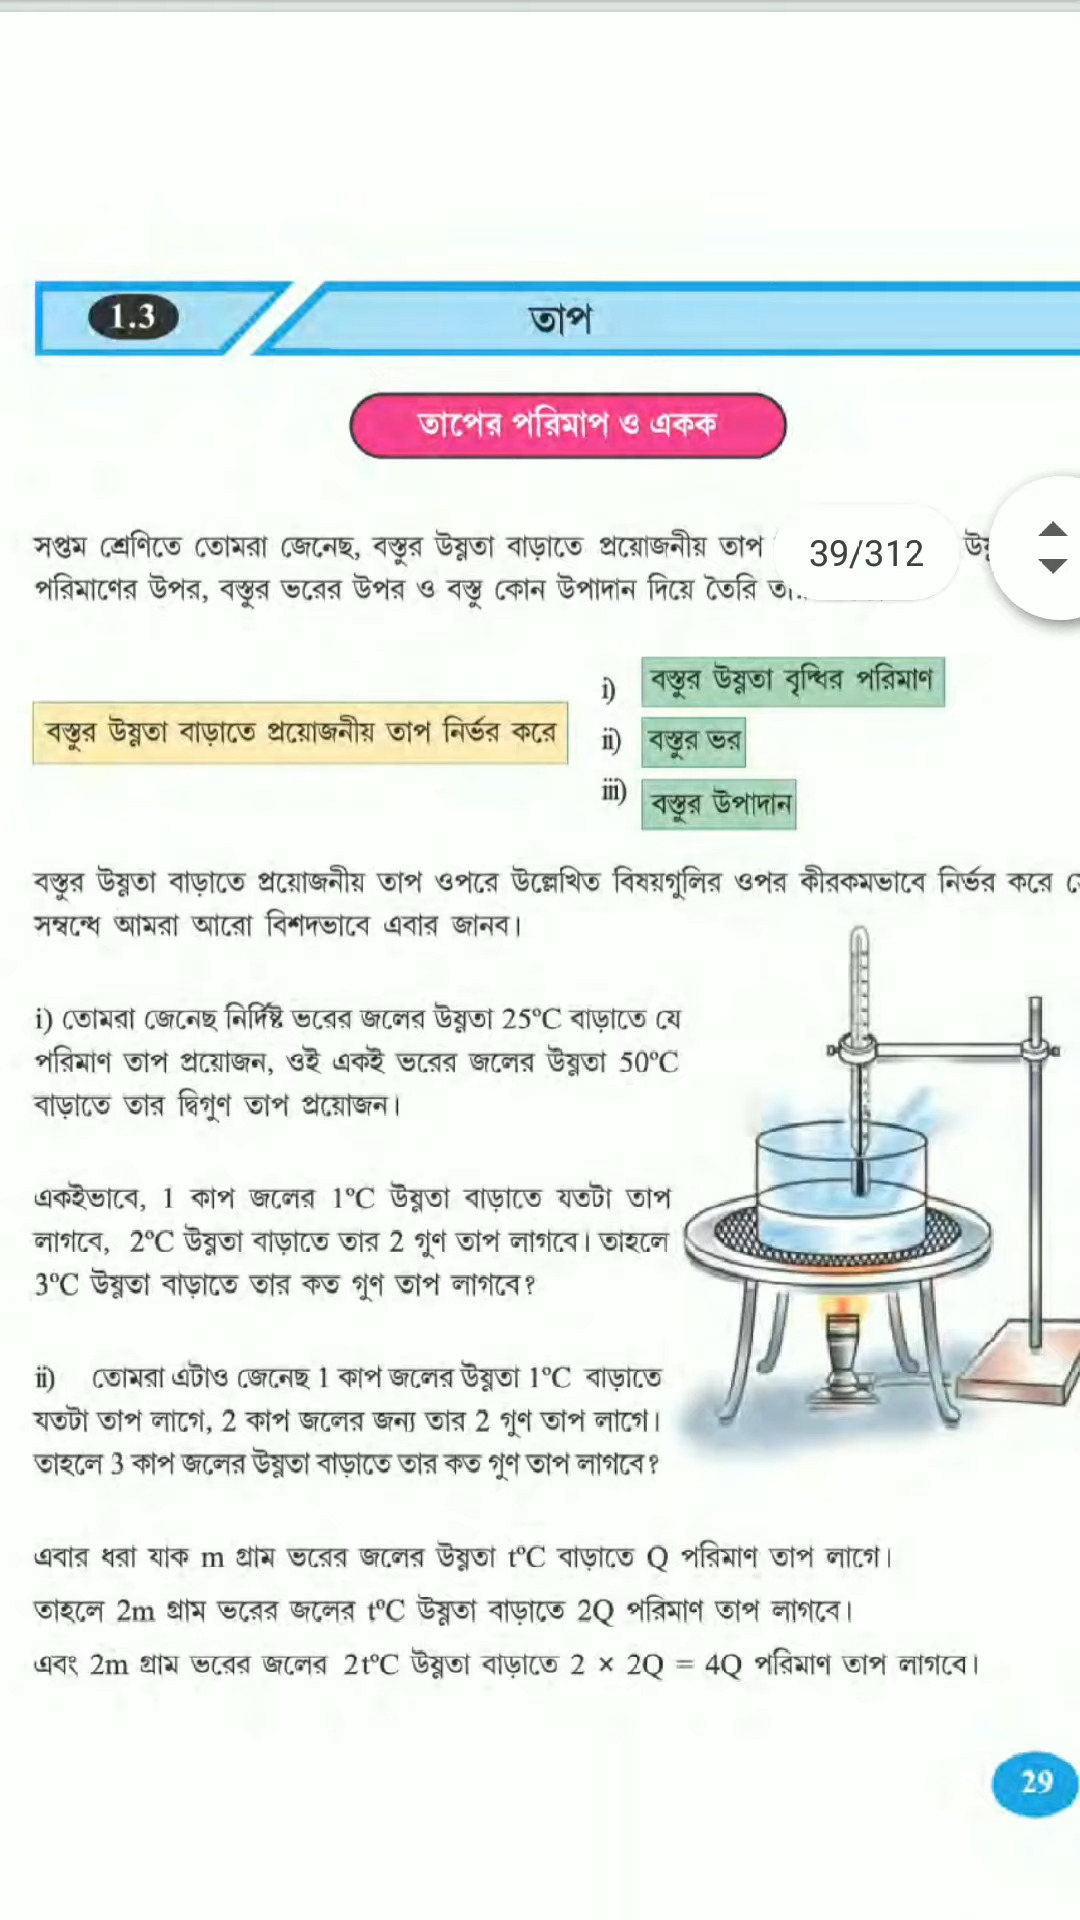 1.3
তাপ
তাপের পরিমাপ ও একক
সপ্তম শ্রেণিতে তোমরা জেনেছ, বস্তুর উষ্ণতা বাড়াতে প্রয়োজনীয় তাপ
39/312
পরিমাণের উপর, বস্তুর ভরের উপর ও বস্তু কোন উপাদান দিয়ে তৈরি
বস্তুর উষ্ণতা বাড়াতে প্রয়োজনীয় তাপ নির্ভর করে
i) বস্তুর উষ্ণতা বৃদ্ধির পরিমাণ
ii) বস্তুর ভর
iii) বস্তুর উপাদান
বস্তুর উষ্ণতা বাড়াতে প্রয়োজনীয় তাপ ওপরে উল্লেখিত বিষয়গুলির ওপর কীরকমভাবে নির্ভর করে
সম্বন্ধে আমরা আরো বিশদভাবে এবার জানব।
i) তোমরা জেনেছ নির্দিষ্ট ভরের জলের উষ্ণতা 25°C বাড়াতে যে
পরিমাণ তাপ প্রয়োজন, ওই একই ভরের জলের উষ্ণতা 50°C
বাড়াতে তার দ্বিগুণ তাপ প্রয়োজন।
একইভাবে, 1 কাপ জলের 1°C উষ্ণতা বাড়াতে যতটা তাপ
লাগবে, 2°C উষ্ণতা বাড়াতে তার 2 গুণ তাপ লাগবে। তাহলে
3°C উষ্ণতা বাড়াতে তার কত গুণ তাপ লাগবে?
ii) তোমরা এটাও জেনেছ 1 কাপ জলের উষ্ণতা 1°C বাড়াতে
যতটা তাপ লাগে, 2 কাপ জলের জন্য তার 2 গুণ তাপ লাগে।
তাহলে 3 কাপ জলের উষ্ণতা বাড়াতে তার কত গুণ তাপ লাগবে?
এবার ধরা যাক m গ্রাম ভরের জলের উষ্ণতা t°C বাড়াতে Q পরিমাণ তাপ লাগে।
তাহলে 2m গ্রাম ভরের জলের t°C উষ্ণতা বাড়াতে 2Q পরিমাণ তাপ লাগবে।
এবং 2m গ্রাম ভরের জলের 2t°C উষ্ণতা বাড়াতে 2 × 2Q = 4Q পরিমাণ তাপ লাগবে।
29